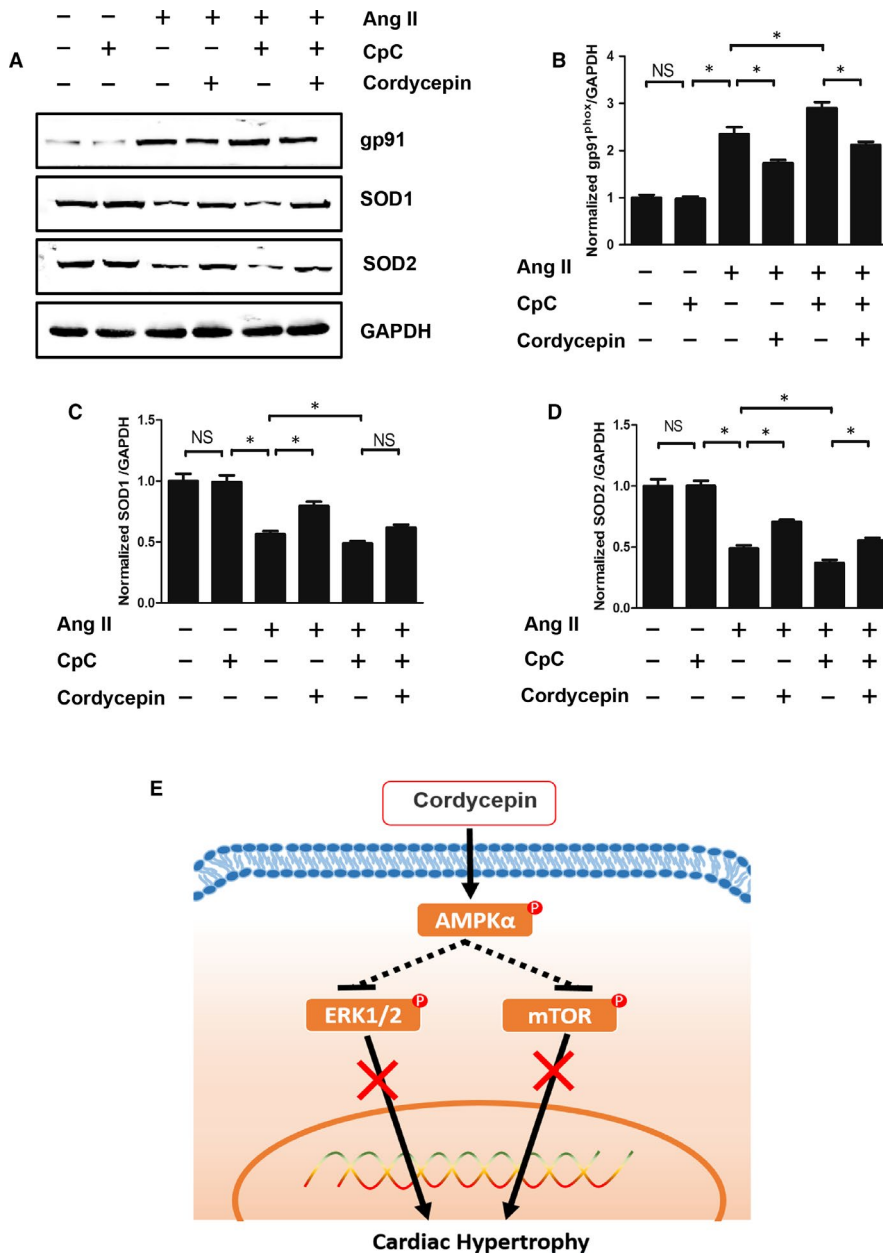 A
− − + + + + Ang II
− + − − + + CpC
− − − + − + Cordycepin
gp91
SOD1
SOD2
GAPDH
B
Normalized gp91phox/GAPDH
4
3
2
1
0
NS * * * *
Ang II − − + + + +
CpC − + − − + +
Cordycepin − − − + − +
C
Normalized SOD1 /GAPDH
1.5
1.0
0.5
0.0
NS * * * NS
Ang II − − + + + +
CpC − + − − + +
Cordycepin − − − + − +
D
Normalized SOD2 /GAPDH
1.5
1.0
0.5
0.0
NS * * * *
Ang II − − + + + +
CpC − + − − + +
Cordycepin − − − + − +
E
Cordycepin
AMPKα P
ERK1/2 P
mTOR P
Cardiac Hypertrophy